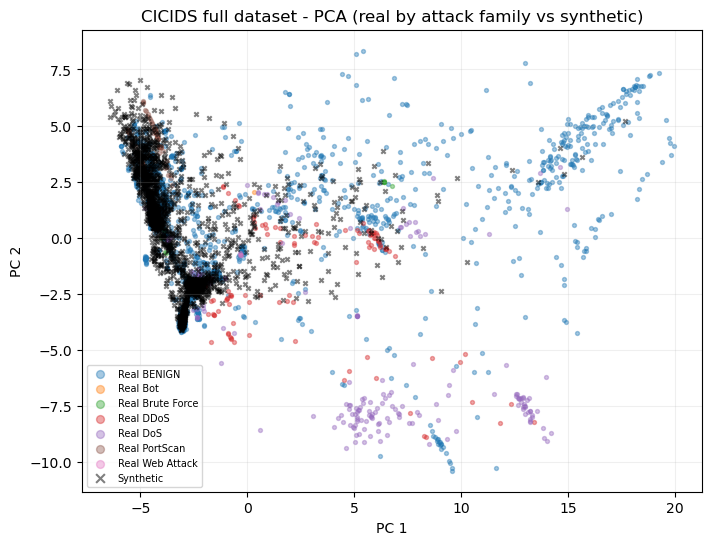 CICIDS full dataset - PCA (real by attack family vs synthetic)
PC 2
7.5
5.0
2.5
0.0
−2.5
−5.0
−7.5
−10.0
Real BENIGN
Real Bot
Real Brute Force
Real DDoS
Real DoS
Real PortScan
Real Web Attack
Synthetic
−5
0
5
10
15
20
PC 1